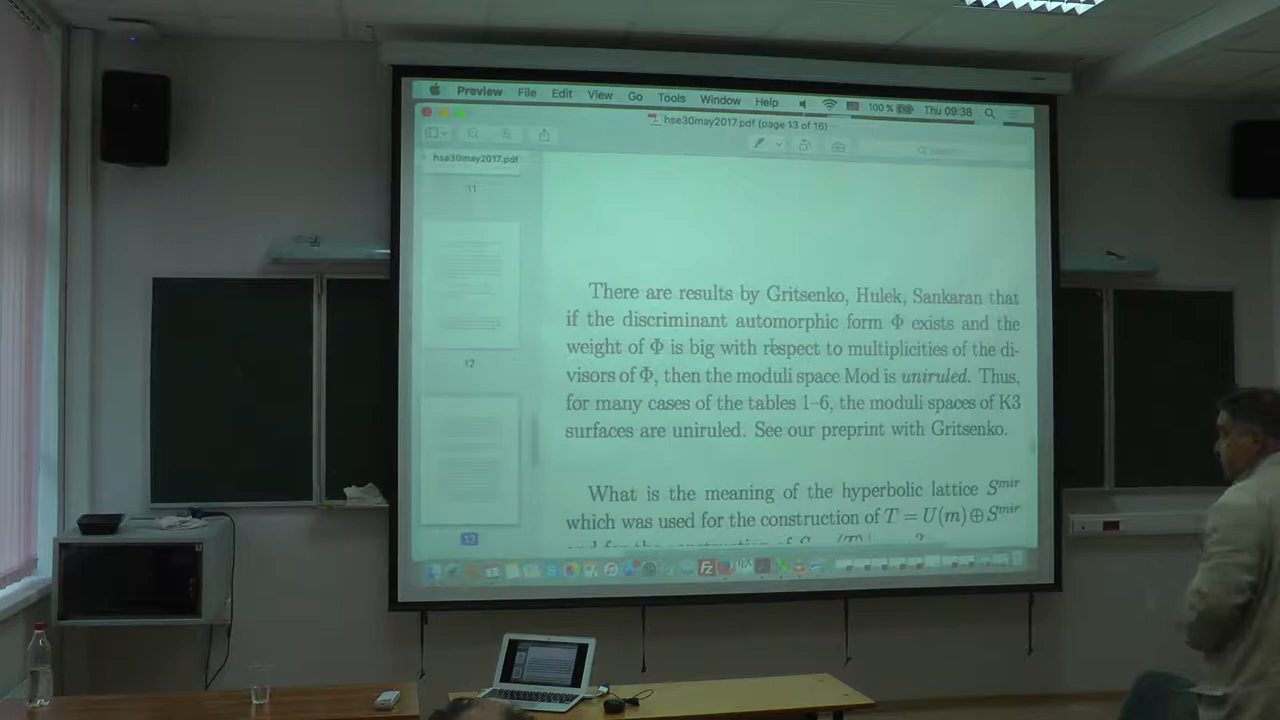 Preview File Edit View Go Tools Window Help 100 % Thu 09:38
hse30may2017.pdf (page 13 of 16)
hse30may2017.pdf
11
12
13
There are results by Gritsenko, Hulek, Sankaran that
if the discriminant automorphic form Φ exists and the
weight of Φ is big with respect to multiplicities of the di-
visors of Φ, then the moduli space Mod is uniruled. Thus,
for many cases of the tables 1–6, the moduli spaces of K3
surfaces are uniruled. See our preprint with Gritsenko.
What is the meaning of the hyperbolic lattice S^{mir}
which was used for the construction of T = U(m) ⊕ S^{mir}